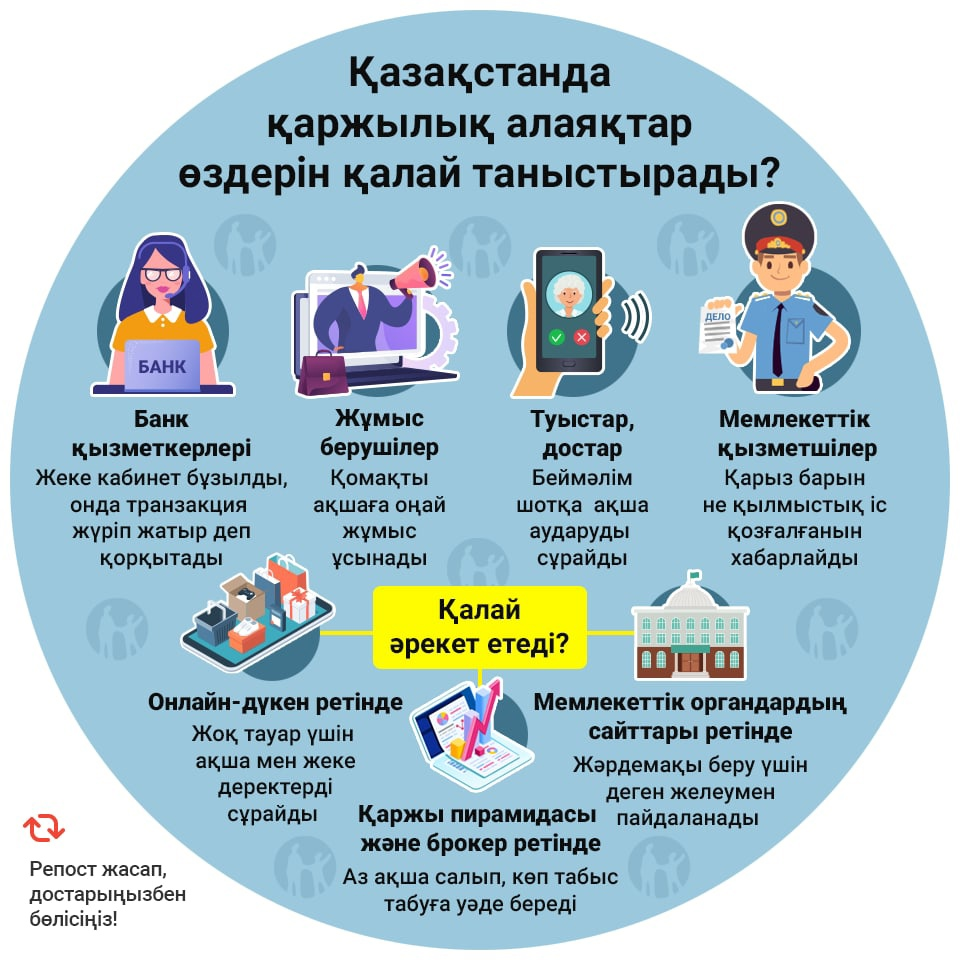 Қазақстанда
қаржылық алаяқтар
өздерін қалай таныстырады?
БАНК
ДЕЛО
Банк
қызметкерлері
Жеке кабинет бұзылды,
онда транзакция
жүріп жатыр деп
қорқытады
Жұмыс
берушілер
Қомақты
ақшаға оңай
жұмыс
ұсынады
Туыстар,
достар
Беймәлім
шотқа ақша
аударуды
сұрайды
Мемлекеттік
қызметшілер
Қарыз барын
не қылмыстық іс
қозғалғанын
хабарлайды
Қалай
әрекет етеді?
Онлайн-дүкен ретінде
Жоқ тауар үшін
ақша мен жеке
деректерді
сұрайды
Қаржы пирамидасы
және брокер ретінде
Аз ақша салып, көп табыс
табуға уәде береді
Мемлекеттік органдардың
сайттары ретінде
Жәрдемақы беру үшін
деген желеумен
пайдаланады
Репост жасап,
достарыңызбен
бөлісіңіз!